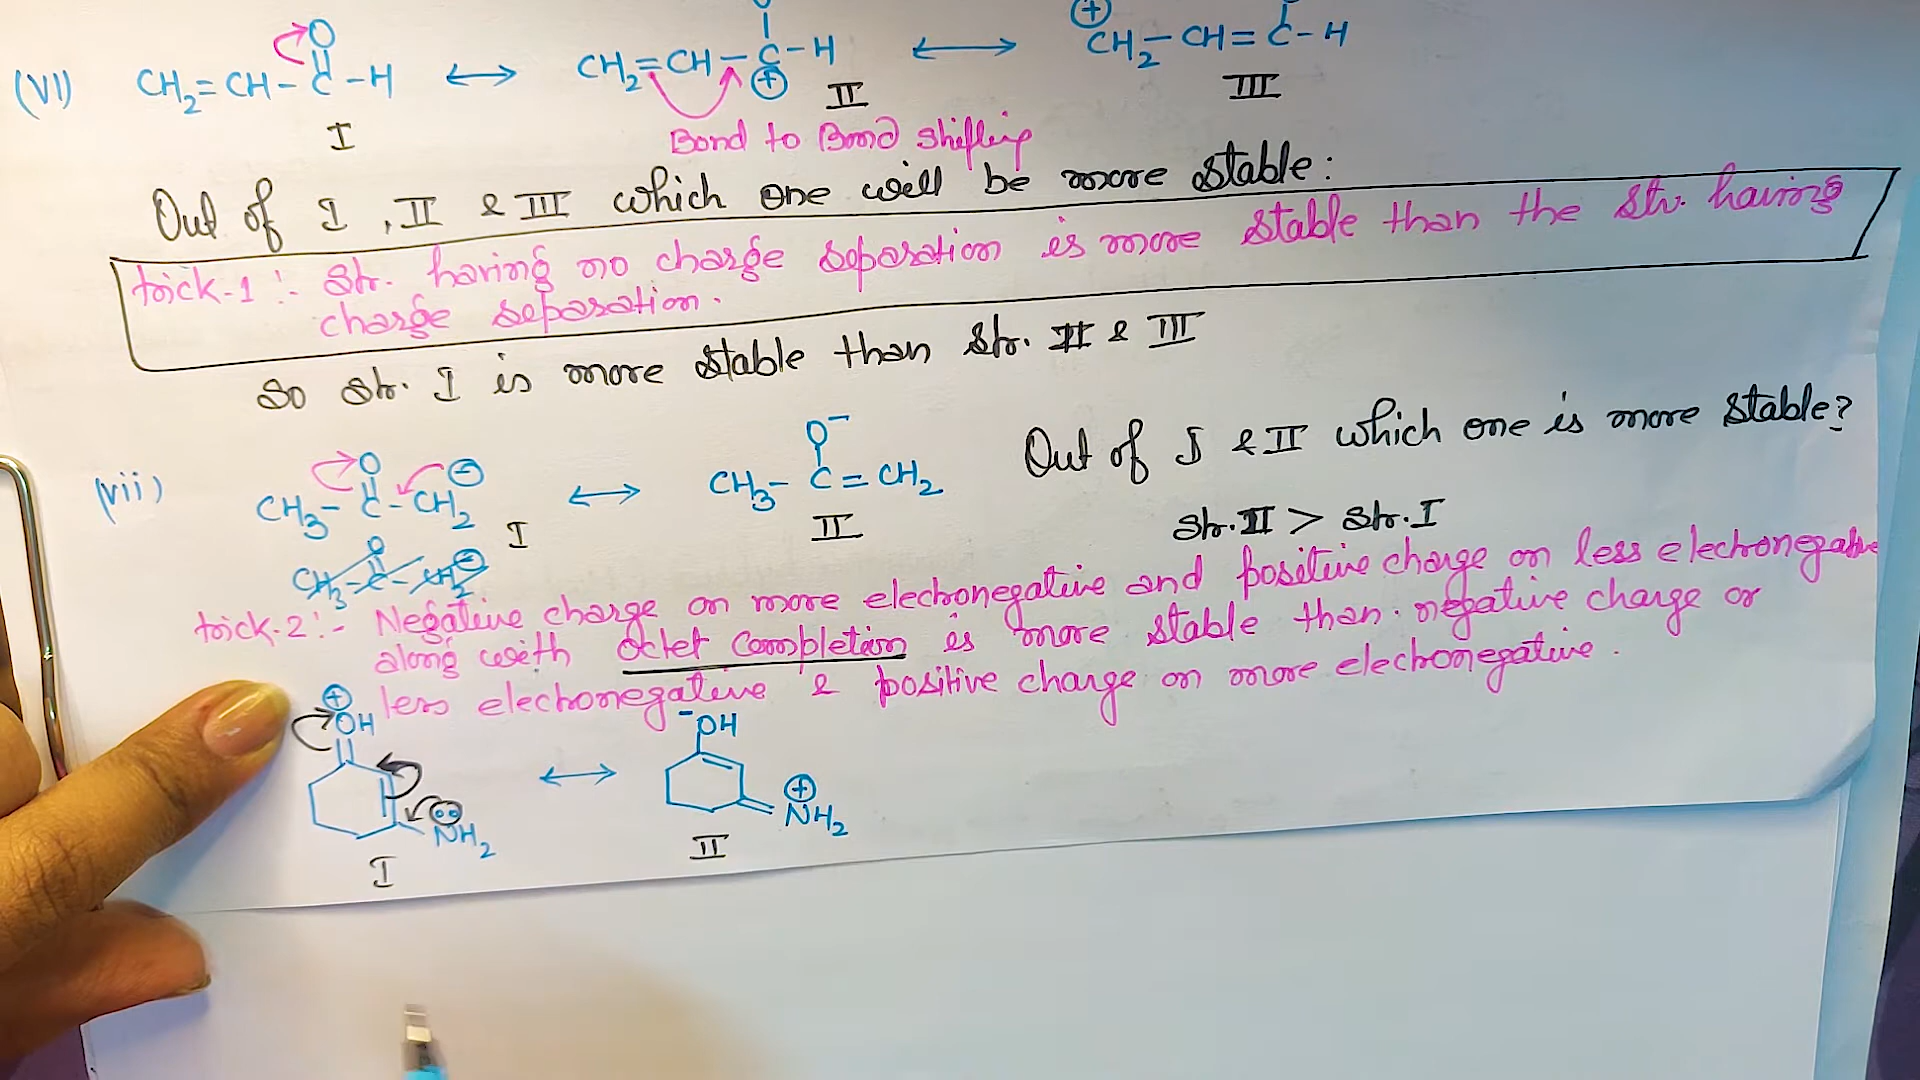 (VI) CH₂=CH-C-H ⟷ CH₂=CH-C-H ⟷ CH₂-CH=C-H
O
⊕ ⊕
I II III
Bond to Bond shifting
Out of I, II & III which one will be more stable:
trick-1:- Str. having no charge separation is more stable than the str. having
charge separation.
So str. I is more stable than str. II & III
(vii) CH₃-C-CH₂ ⟷ CH₃-C=CH₂ Out of I & II which one is more stable?
O ⊖ O⁻
I II str. II > str. I
CH₃-C-CH₂
O ⊖
trick-2:- Negative charge on more electronegative and positive charge on less electronegative
along with octet completion is more stable than negative charge or
less electronegative & positive charge on more electronegative.
⊕
OH ⟷ ⁻OH
NH₂ ⊕ NH₂
I II